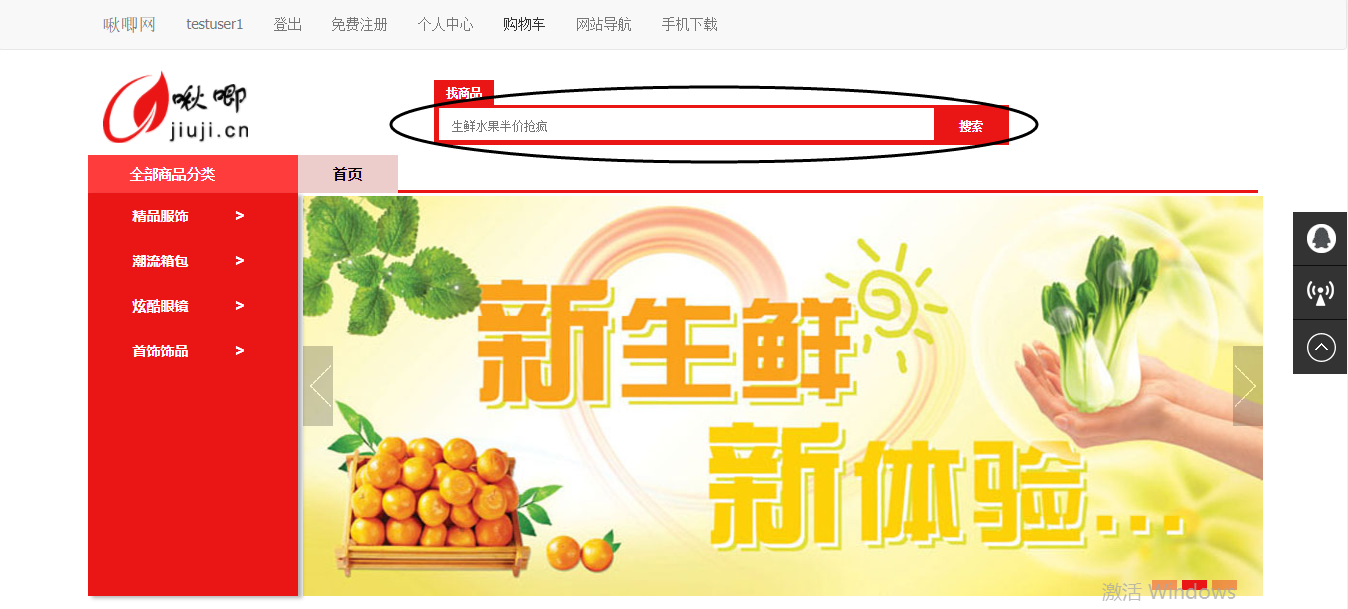 啾唧网 testuser1 登出 免费注册 个人中心 购物车 网站导航 手机下载
啾唧
jiuji.cn
找商品
生鲜水果半价抢疯 搜索
全部商品分类 首页
精品服饰 >
潮流箱包 >
炫酷眼镜 >
首饰饰品 >
新生鲜
新体验...
激活 Windows